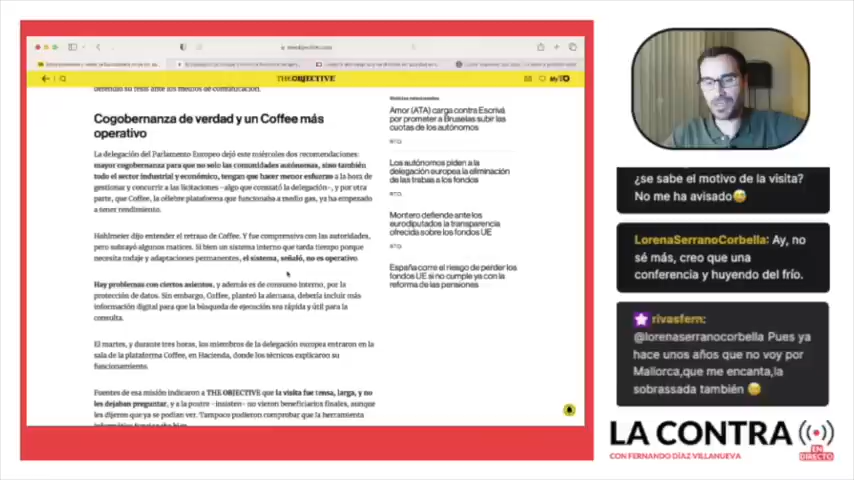 THE OBJECTIVE
defendió su tesis ante los medios de comunicación.
Cogobernanza de verdad y un Coffee más
operativo
La delegación del Parlamento Europeo dejó este miércoles dos recomendaciones:
mayor cogobernanza para que no solo las comunidades autónomas, sino también
todo el sector industrial y económico, tengan que hacer menor esfuerzo a la hora de
gestionar y concurrir a las licitaciones –algo que constató la delegación–, y por otra
parte, que Coffee, la célebre plataforma que funcionaba a medio gas, ya ha empezado
a tener rendimiento.
Hohlmeier dijo entender el retraso de Coffee. Y fue comprensiva con las autoridades,
pero subrayó algunos matices. Si bien un sistema interno que tarda tiempo porque
necesita rodaje y adaptaciones permanentes, el sistema, señaló, no es operativo.
Hay problemas con ciertos asientos, y además es de consumo interno, por la
protección de datos. Sin embargo, Coffee, planteó la alemana, debería incluir más
información digital para que la búsqueda de ejecución sea rápida y útil para la
consulta.
El martes, y durante tres horas, los miembros de la delegación europea entraron en la
sala de la plataforma Coffee, en Hacienda, donde los técnicos explicaron su
funcionamiento.
Fuentes de esa misión indicaron a THE OBJECTIVE que la visita fue tensa, larga, y no
les dejaban preguntar, y a la postre –insisten– no vieron beneficiarios finales, aunque
les dijeron que ya se podían ver. Tampoco pudieron comprobar que la herramienta
Noticias relacionadas
Amor (ATA) carga contra Escrivá
por prometer a Bruselas subir las
cuotas de los autónomos
Los autónomos piden a la
delegación europea la eliminación
de las trabas a los fondos
Montero defiende ante los
eurodiputados la transparencia
ofrecida sobre los fondos UE
España corre el riesgo de perder los
fondos UE si no cumple ya con la
reforma de las pensiones
¿se sabe el motivo de la visita?
No me ha avisado😅
LorenaSerranoCorbella: Ay, no
sé más, creo que una
conferencia y huyendo del frío.
rivasfern:
@lorenaserranocorbella Pues ya
hace unos años que no voy por
Mallorca,que me encanta,la
sobrassada también 😉
LA CONTRA
EN
DIRECTO
CON FERNANDO DÍAZ VILLANUEVA